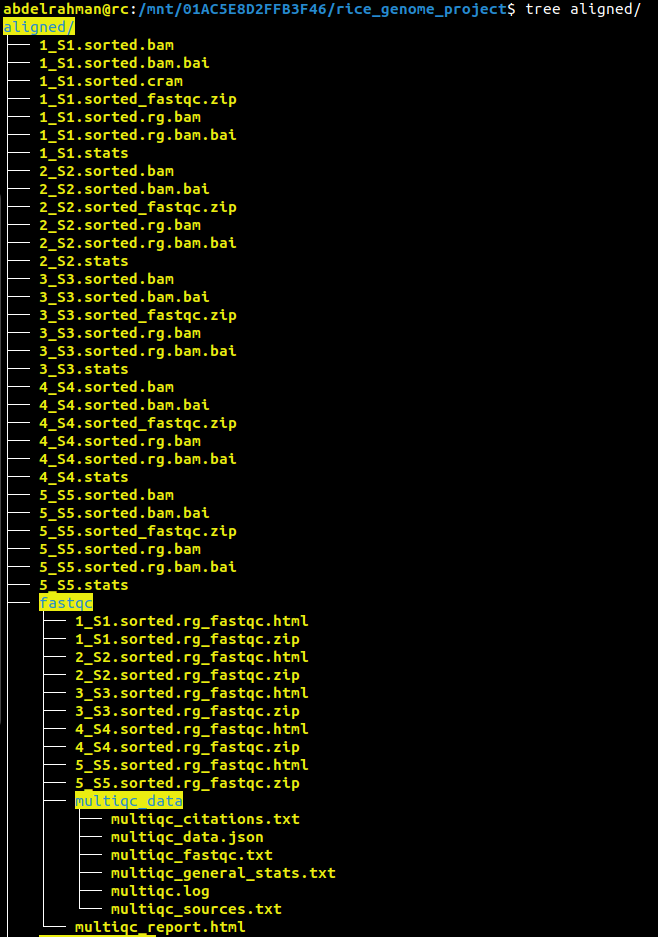 abdelrahman@rc:/mnt/01AC5E8D2FFB3F46/rice_genome_project$ tree aligned/
aligned/
├── 1_S1.sorted.bam
├── 1_S1.sorted.bam.bai
├── 1_S1.sorted.cram
├── 1_S1.sorted_fastqc.zip
├── 1_S1.sorted.rg.bam
├── 1_S1.sorted.rg.bam.bai
├── 1_S1.stats
├── 2_S2.sorted.bam
├── 2_S2.sorted.bam.bai
├── 2_S2.sorted_fastqc.zip
├── 2_S2.sorted.rg.bam
├── 2_S2.sorted.rg.bam.bai
├── 2_S2.stats
├── 3_S3.sorted.bam
├── 3_S3.sorted.bam.bai
├── 3_S3.sorted_fastqc.zip
├── 3_S3.sorted.rg.bam
├── 3_S3.sorted.rg.bam.bai
├── 3_S3.stats
├── 4_S4.sorted.bam
├── 4_S4.sorted.bam.bai
├── 4_S4.sorted_fastqc.zip
├── 4_S4.sorted.rg.bam
├── 4_S4.sorted.rg.bam.bai
├── 4_S4.stats
├── 5_S5.sorted.bam
├── 5_S5.sorted.bam.bai
├── 5_S5.sorted_fastqc.zip
├── 5_S5.sorted.rg.bam
├── 5_S5.sorted.rg.bam.bai
├── 5_S5.stats
├── fastqc
│   ├── 1_S1.sorted.rg_fastqc.html
│   ├── 1_S1.sorted.rg_fastqc.zip
│   ├── 2_S2.sorted.rg_fastqc.html
│   ├── 2_S2.sorted.rg_fastqc.zip
│   ├── 3_S3.sorted.rg_fastqc.html
│   ├── 3_S3.sorted.rg_fastqc.zip
│   ├── 4_S4.sorted.rg_fastqc.html
│   ├── 4_S4.sorted.rg_fastqc.zip
│   ├── 5_S5.sorted.rg_fastqc.html
│   ├── 5_S5.sorted.rg_fastqc.zip
│   ├── multiqc_data
│   │   ├── multiqc_citations.txt
│   │   ├── multiqc_data.json
│   │   ├── multiqc_fastqc.txt
│   │   ├── multiqc_general_stats.txt
│   │   ├── multiqc.log
│   │   └── multiqc_sources.txt
│   └── multiqc_report.html